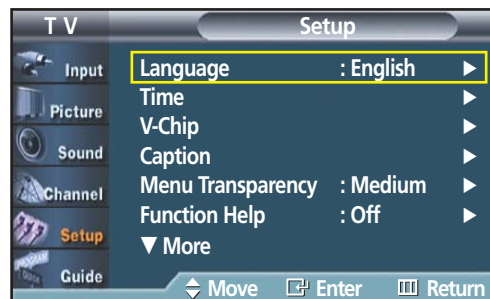 T V
Setup
Input
Picture
Sound
Channel
Setup
Guide
Language : English ►
Time ►
V-Chip ►
Caption ►
Menu Transparency : Medium ►
Function Help : Off ►
▼ More
Move Enter Return